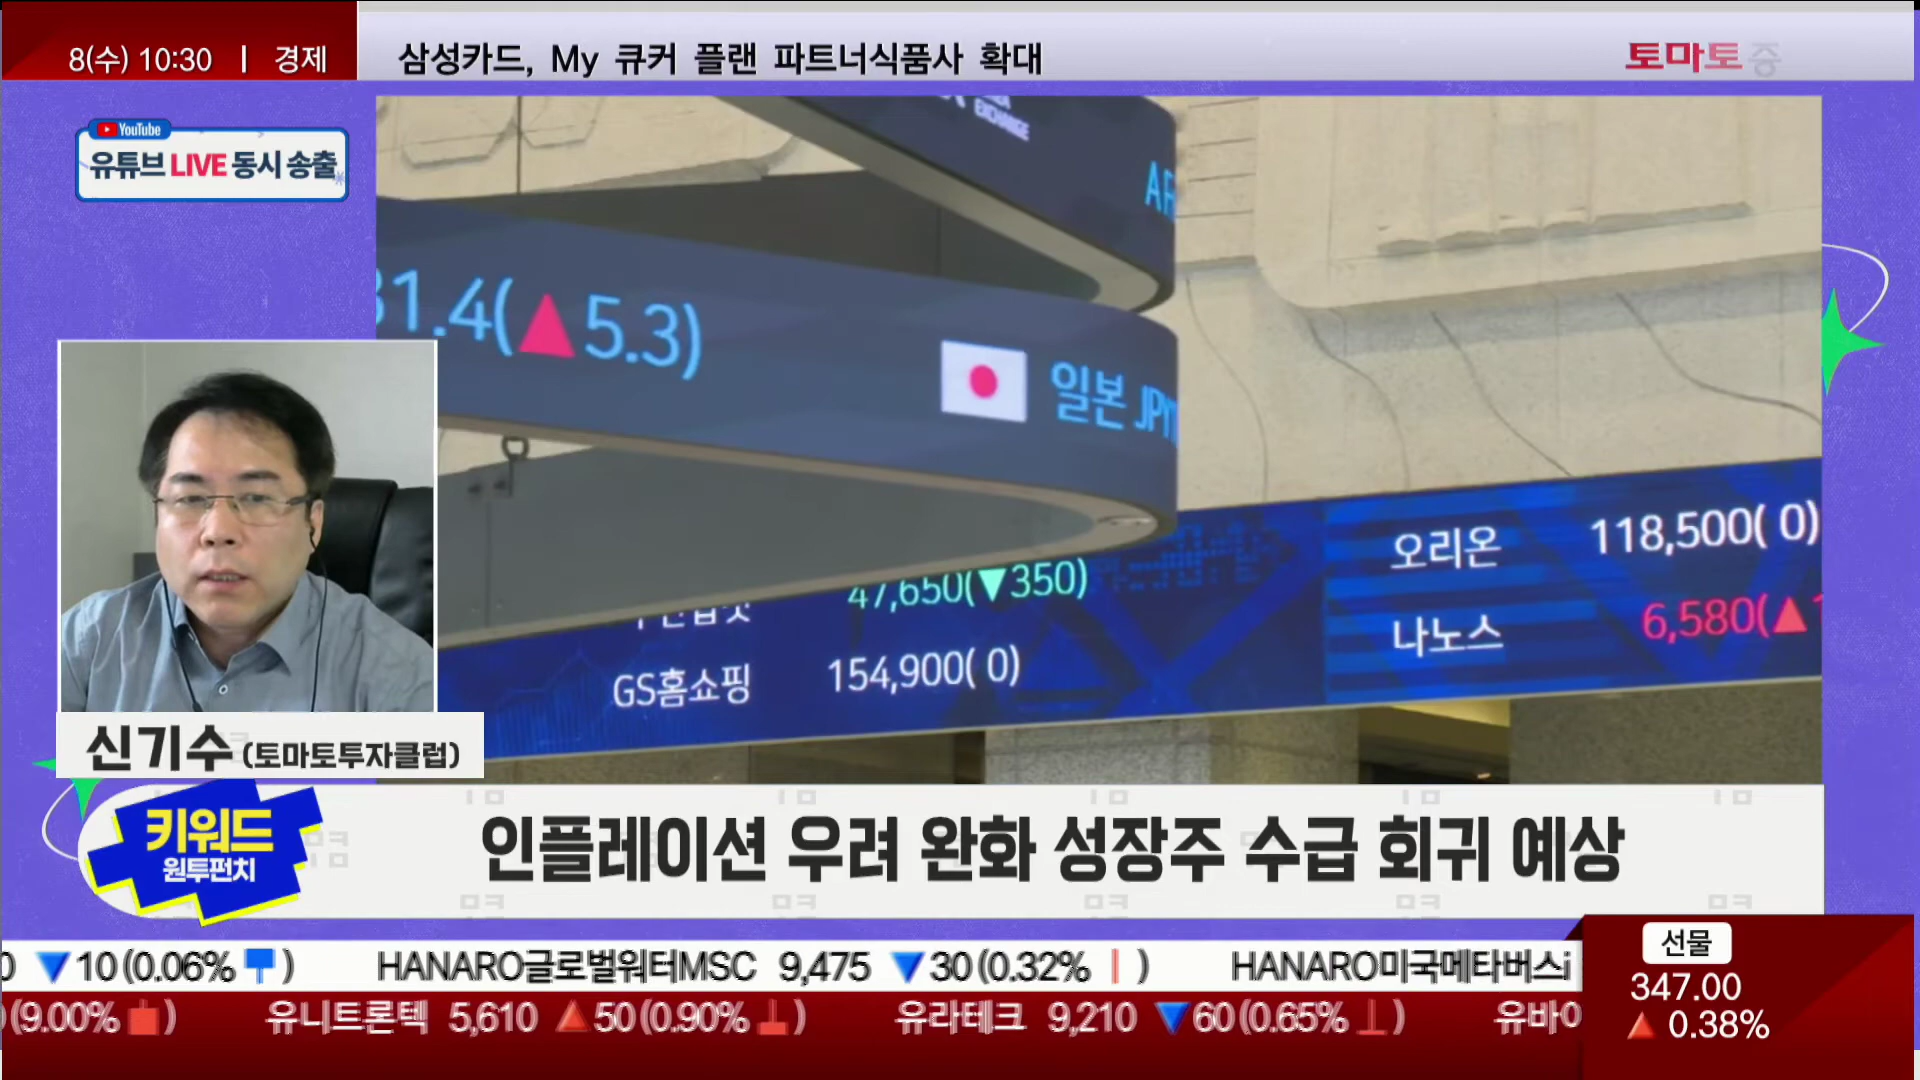 8(수) 10:30 | 경제
삼성카드, My 큐커 플랜 파트너식품사 확대
토마토증
YouTube
유튜브 LIVE 동시 송출
EXCHANGE
31.4(▲5.3)
일본 JPY
47,650(▼350)
GS홈쇼핑 154,900( 0)
오리온 118,500( 0)
나노스 6,580(▲
신기수 (토마토투자클럽)
키워드
원투펀치
인플레이션 우려 완화 성장주 수급 회귀 예상
0 ▼10(0.06% ) HANARO글로벌워터MSC 9,475 ▼30(0.32% ) HANARO미국메타버스i
(9.00% ) 유니트론텍 5,610 ▲50(0.90% ) 유라테크 9,210 ▼60(0.65% ) 유바이
선물
347.00
▲ 0.38%